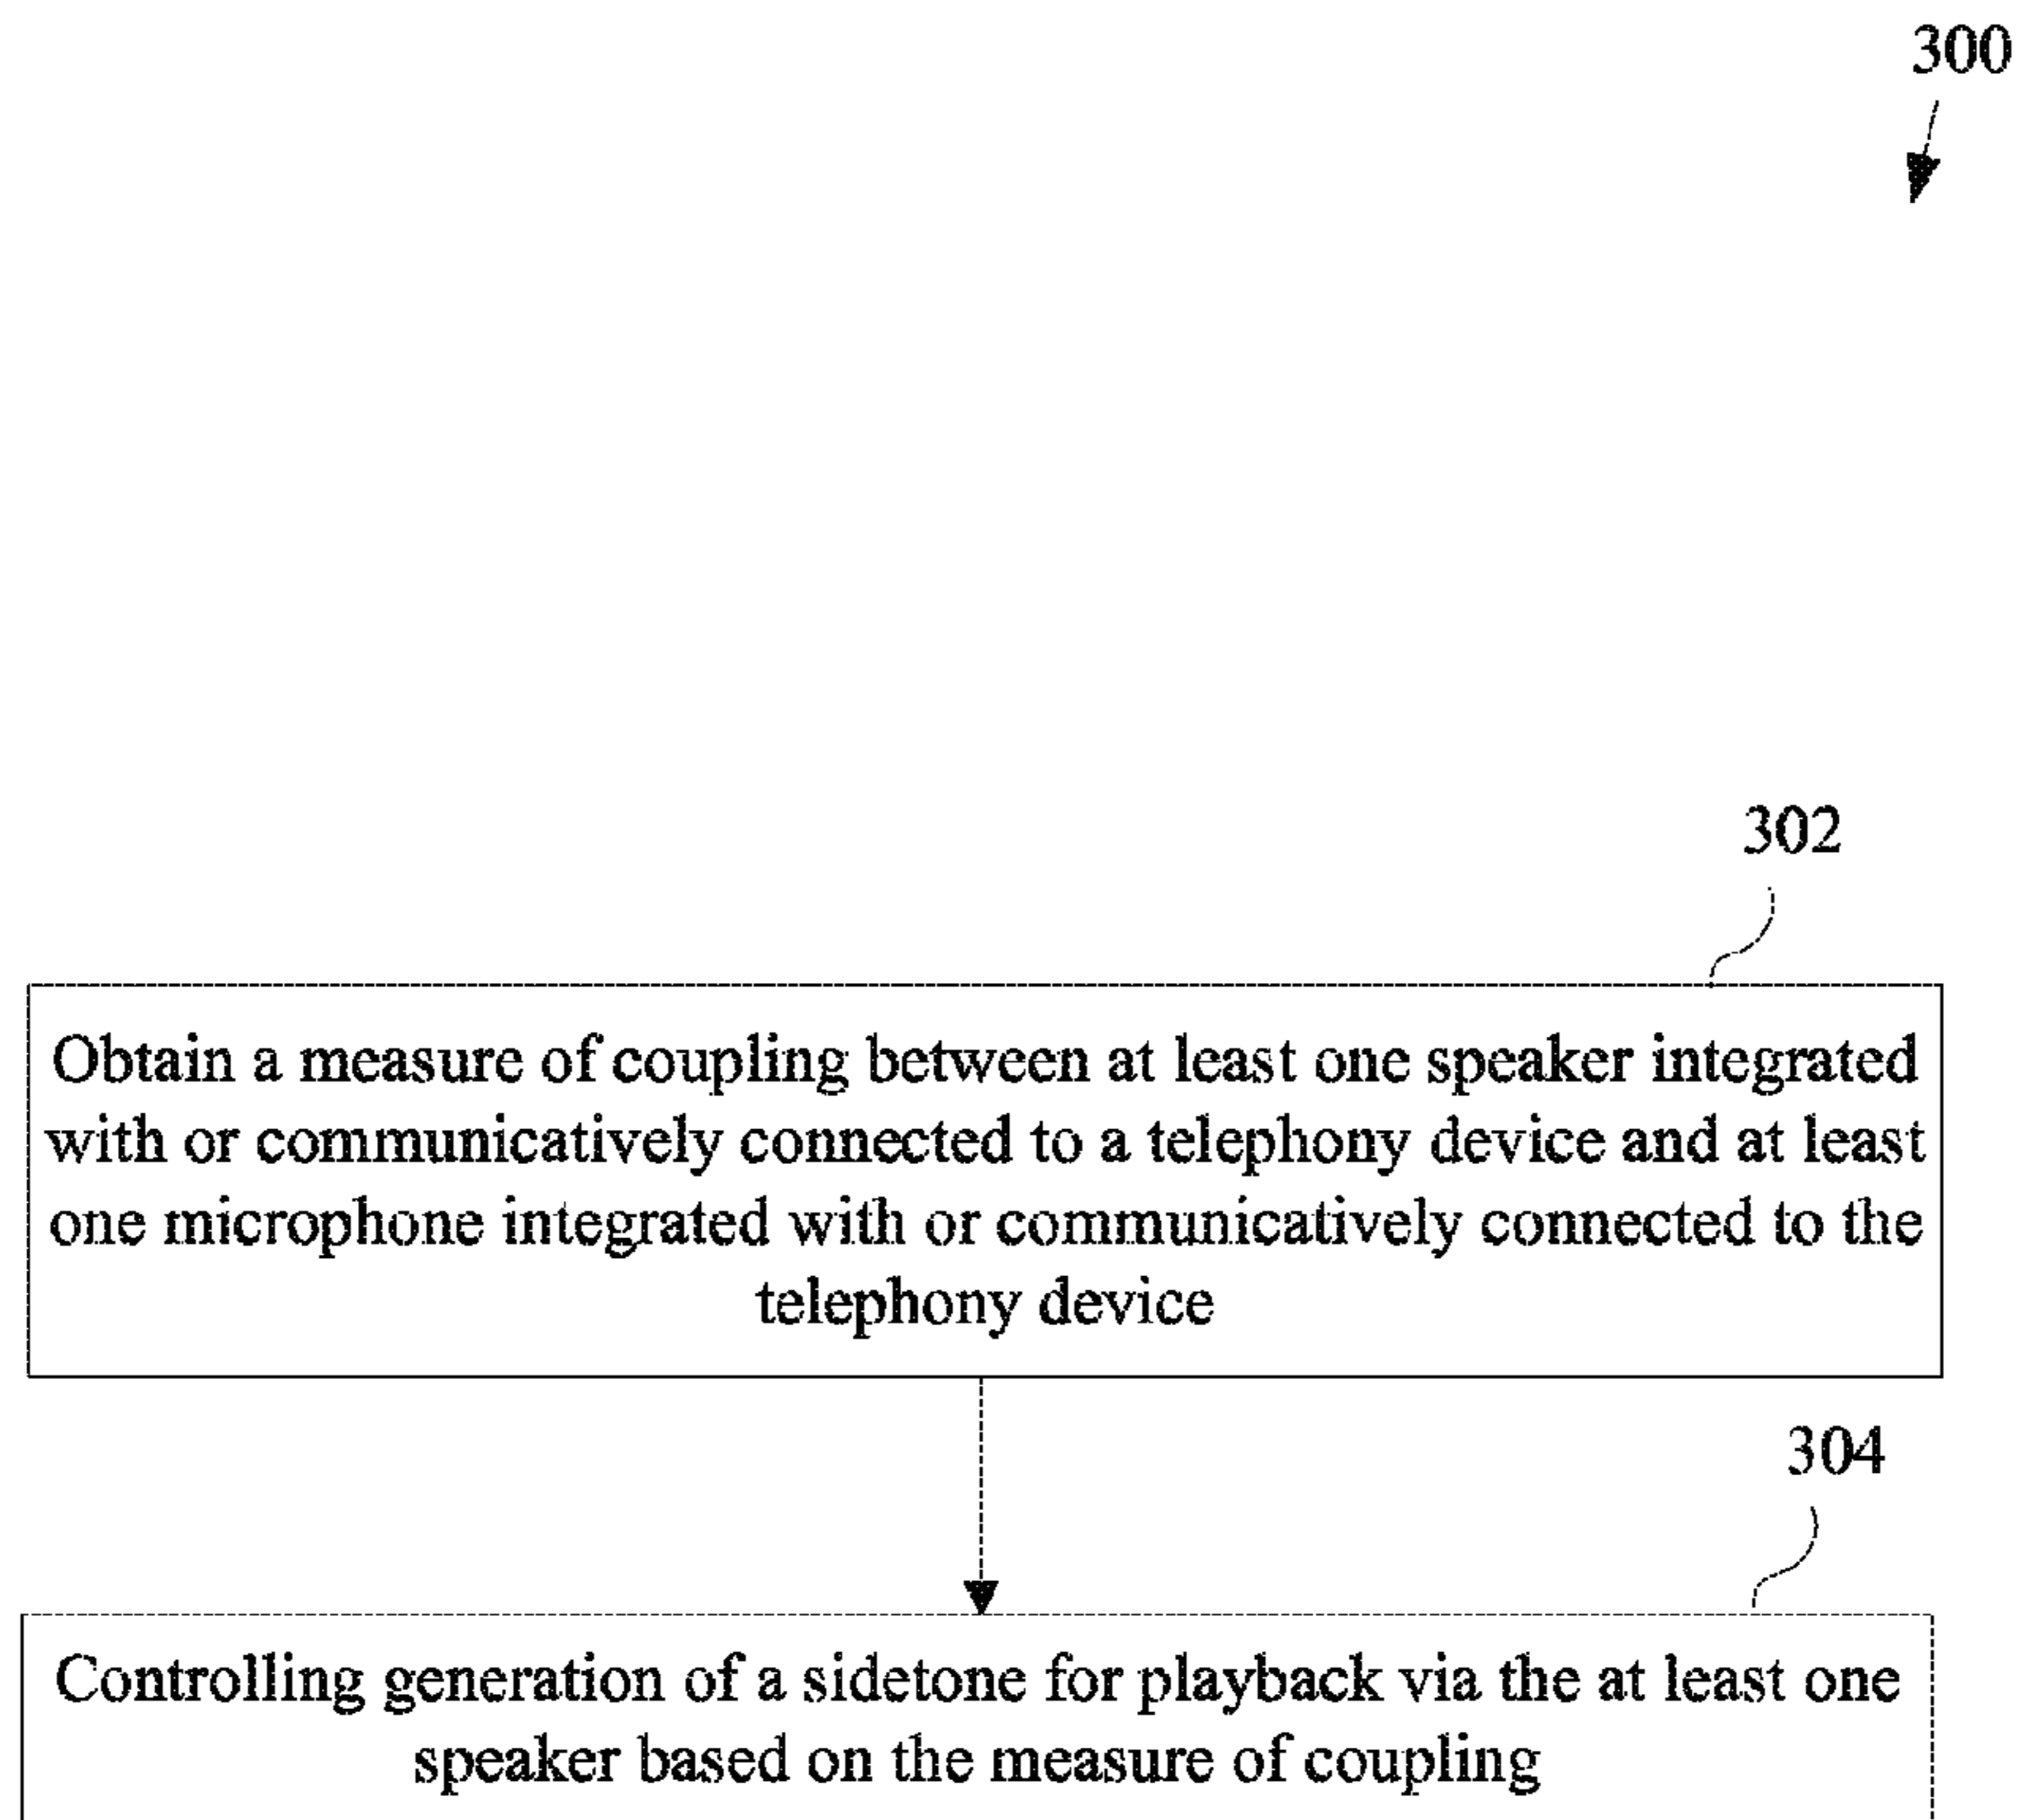 300
302
Obtain a measure of coupling between at least one speaker integrated
with or communicatively connected to a telephony device and at least
one microphone integrated with or communicatively connected to the
telephony device
304
Controlling generation of a sidetone for playback via the at least one
speaker based on the measure of coupling